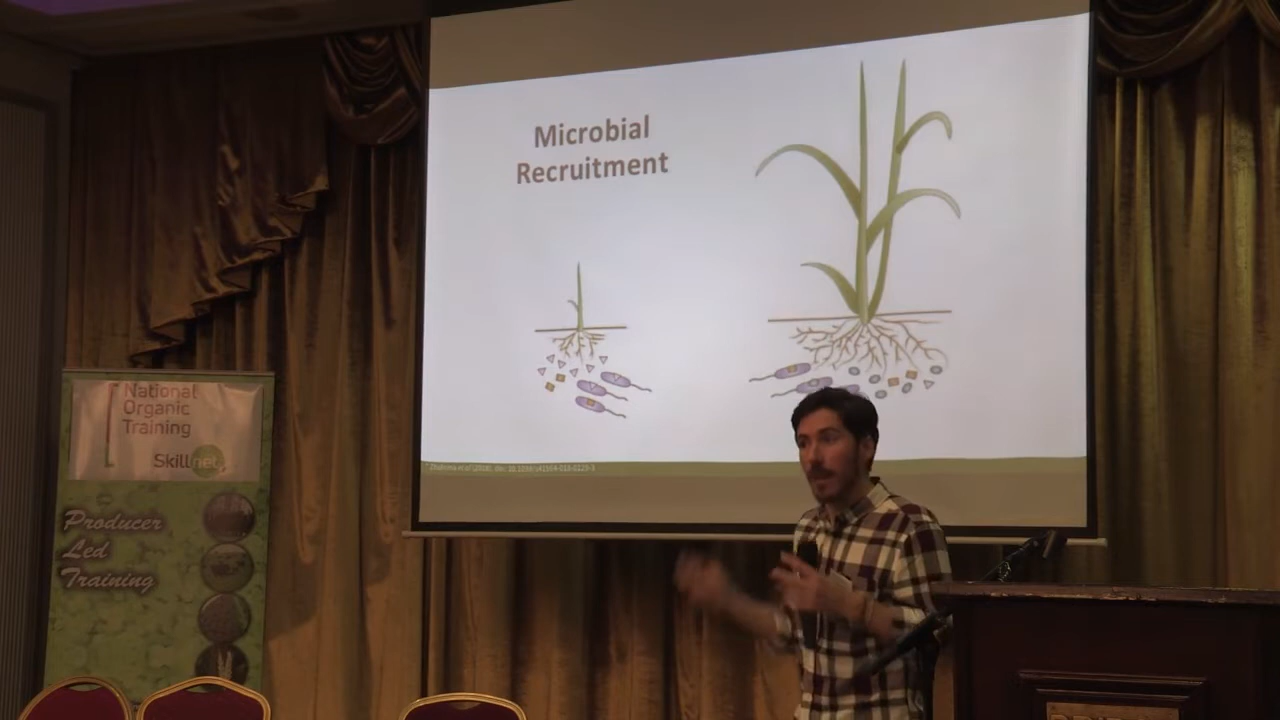 Microbial
Recruitment
National
Organic
Training
Skillnet
Producer
Led
Training